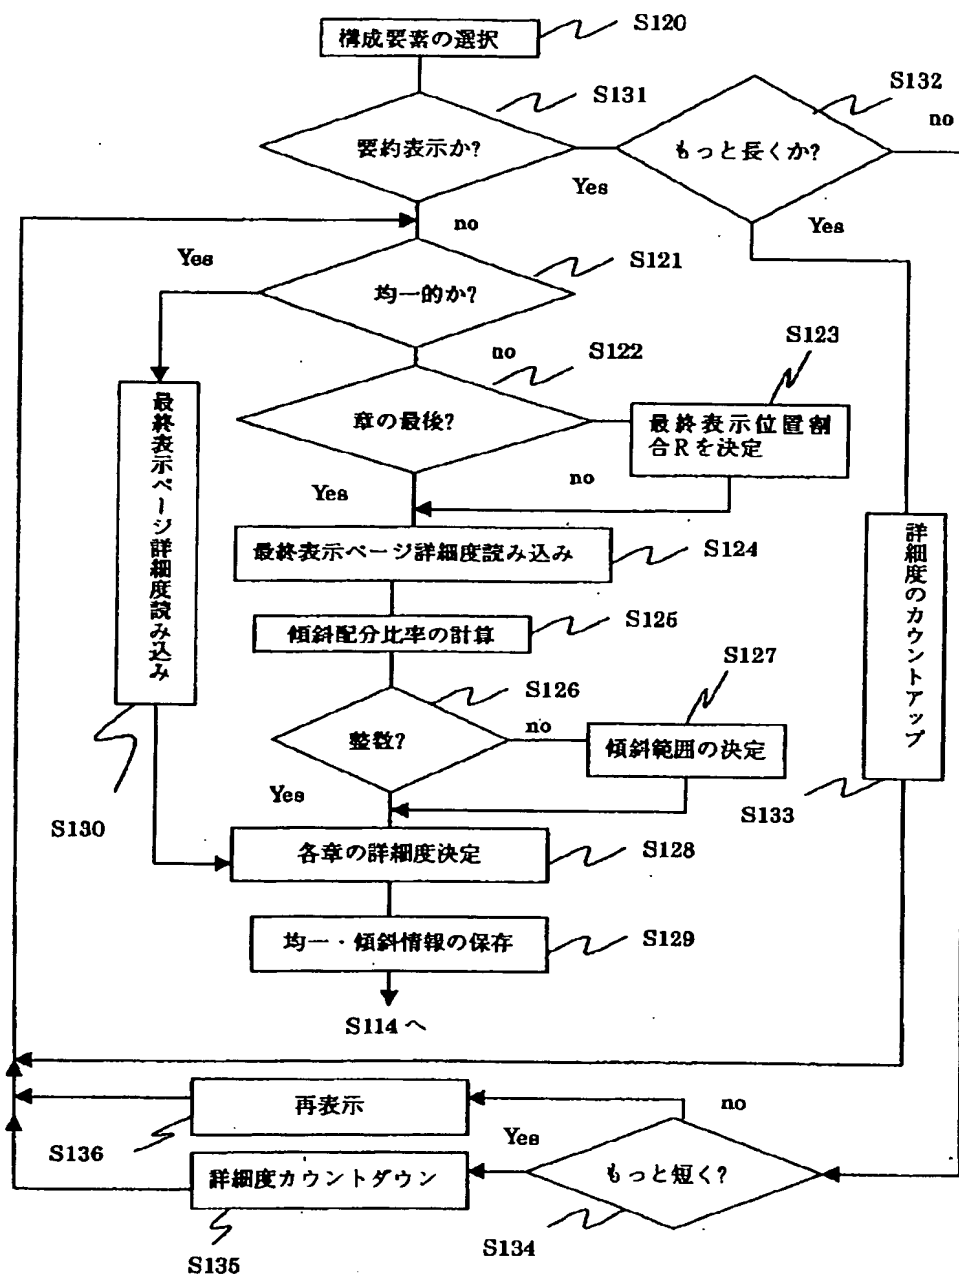 構成要素の選択
S120
要約表示か?
S131
Yes
もっと長くか?
S132
no
Yes
no
均一的か?
S121
Yes
no
章の最後?
S122
最終表示位置割
合Rを決定
S123
no
Yes
最終表示ページ詳細度読み込み
S130
最終表示ページ詳細度読み込み
S124
傾斜配分比率の計算
S125
整数?
S126
no
傾斜範囲の決定
S127
Yes
詳細度のカウントアップ
S133
各章の詳細度決定
S128
均一・傾斜情報の保存
S129
S114へ
再表示
S136
no
もっと短く?
S134
Yes
詳細度カウントダウン
S135